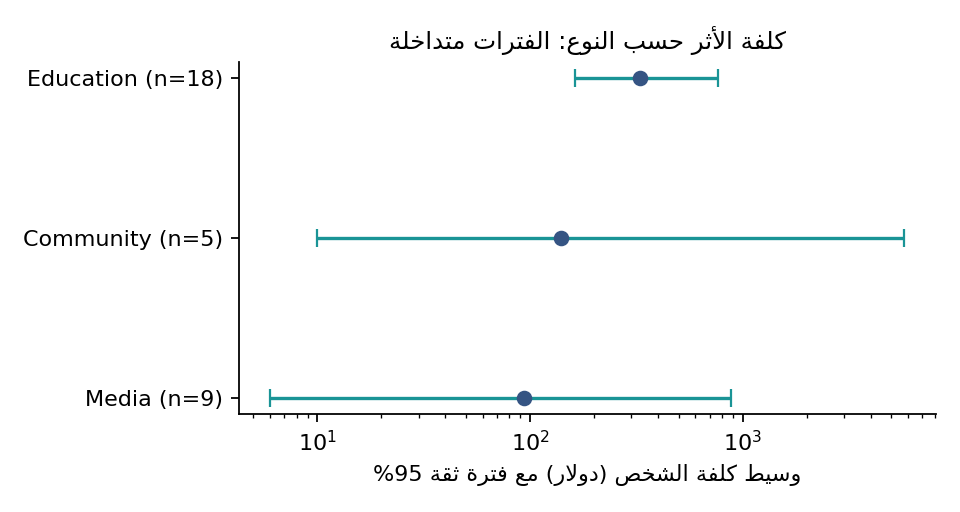 كلفة الأثر حسب النوع: الفترات متداخلة
Education (n=18)
Community (n=5)
Media (n=9)
10¹ 10² 10³
وسيط كلفة الشخص (دولار) مع فترة ثقة 95%